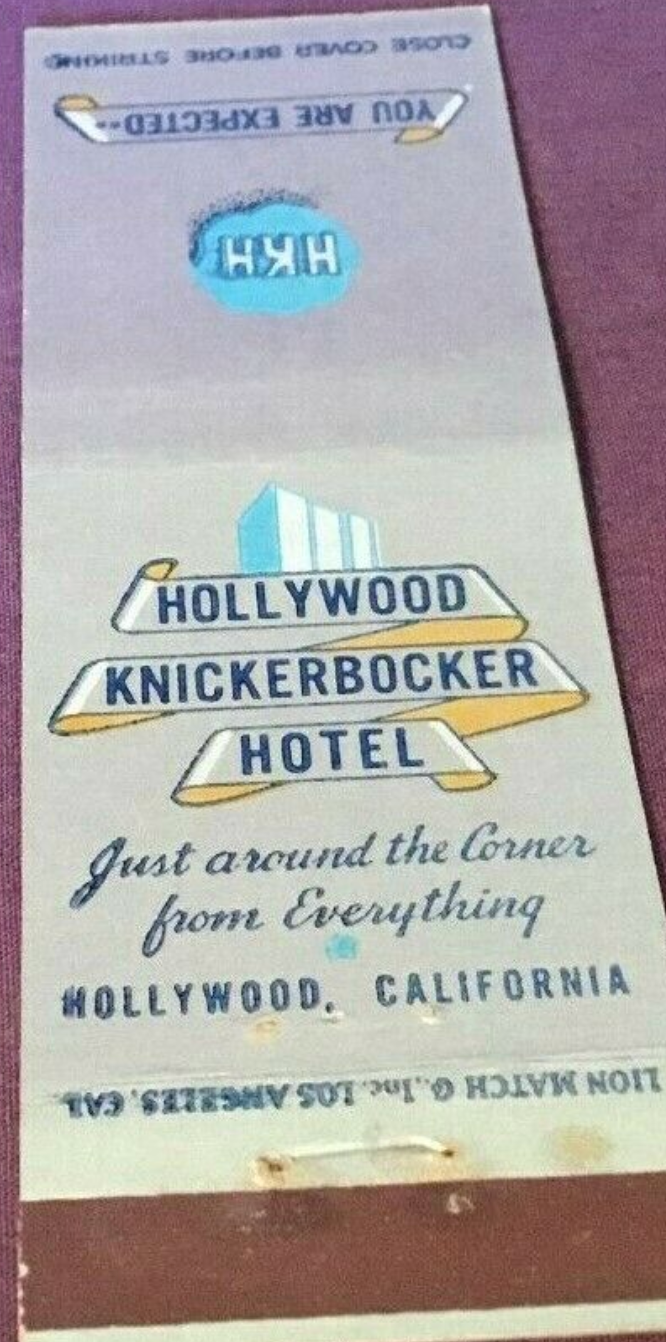 CLOSE COVER BEFORE STRIKING
YOU ARE EXPECTED--
HKH
HOLLYWOOD
KNICKERBOCKER
HOTEL
Just around the Corner
from Everything
HOLLYWOOD, CALIFORNIA
LION MATCH CO., Inc. LOS ANGELES, CAL.